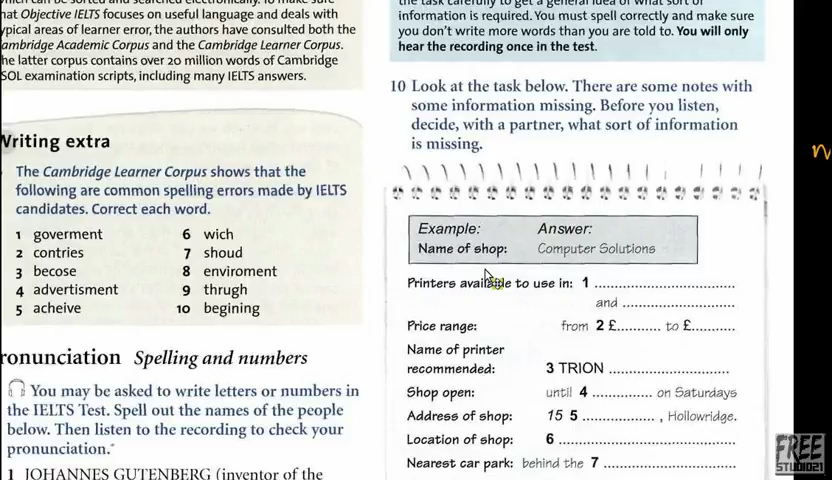 hat Objective IELTS focuses on useful language and deals with
ypical areas of learner error, the authors have consulted both the
ambridge Academic Corpus and the Cambridge Learner Corpus.
he latter corpus contains over 20 million words of Cambridge
SOL examination scripts, including many IELTS answers.
Writing extra
The Cambridge Learner Corpus shows that the
following are common spelling errors made by IELTS
candidates. Correct each word.
1 goverment
2 contries
3 becose
4 advertisment
5 acheive
6 wich
7 shoud
8 enviroment
9 thrugh
10 begining
ronunciation Spelling and numbers
You may be asked to write letters or numbers in
the IELTS Test. Spell out the names of the people
below. Then listen to the recording to check your
pronunciation.
1 JOHANNES GUTENBERG (inventor of the
the task carefully to get a general idea of what sort of
information is required. You must spell correctly and make sure
you don't write more words than you are told to. You will only
hear the recording once in the test.
10 Look at the task below. There are some notes with
some information missing. Before you listen,
decide, with a partner, what sort of information
is missing.
Example: Answer:
Name of shop: Computer Solutions
Printers available to use in: 1 ....................
and ....................
Price range: from 2 £........... to £...........
Name of printer
recommended: 3 TRION ....................
Shop open: until 4 ............... on Saturdays
Address of shop: 15 5 .................. , Hollowridge.
Location of shop: 6 ....................
Nearest car park: behind the 7 ....................
FREE
STUDIO21